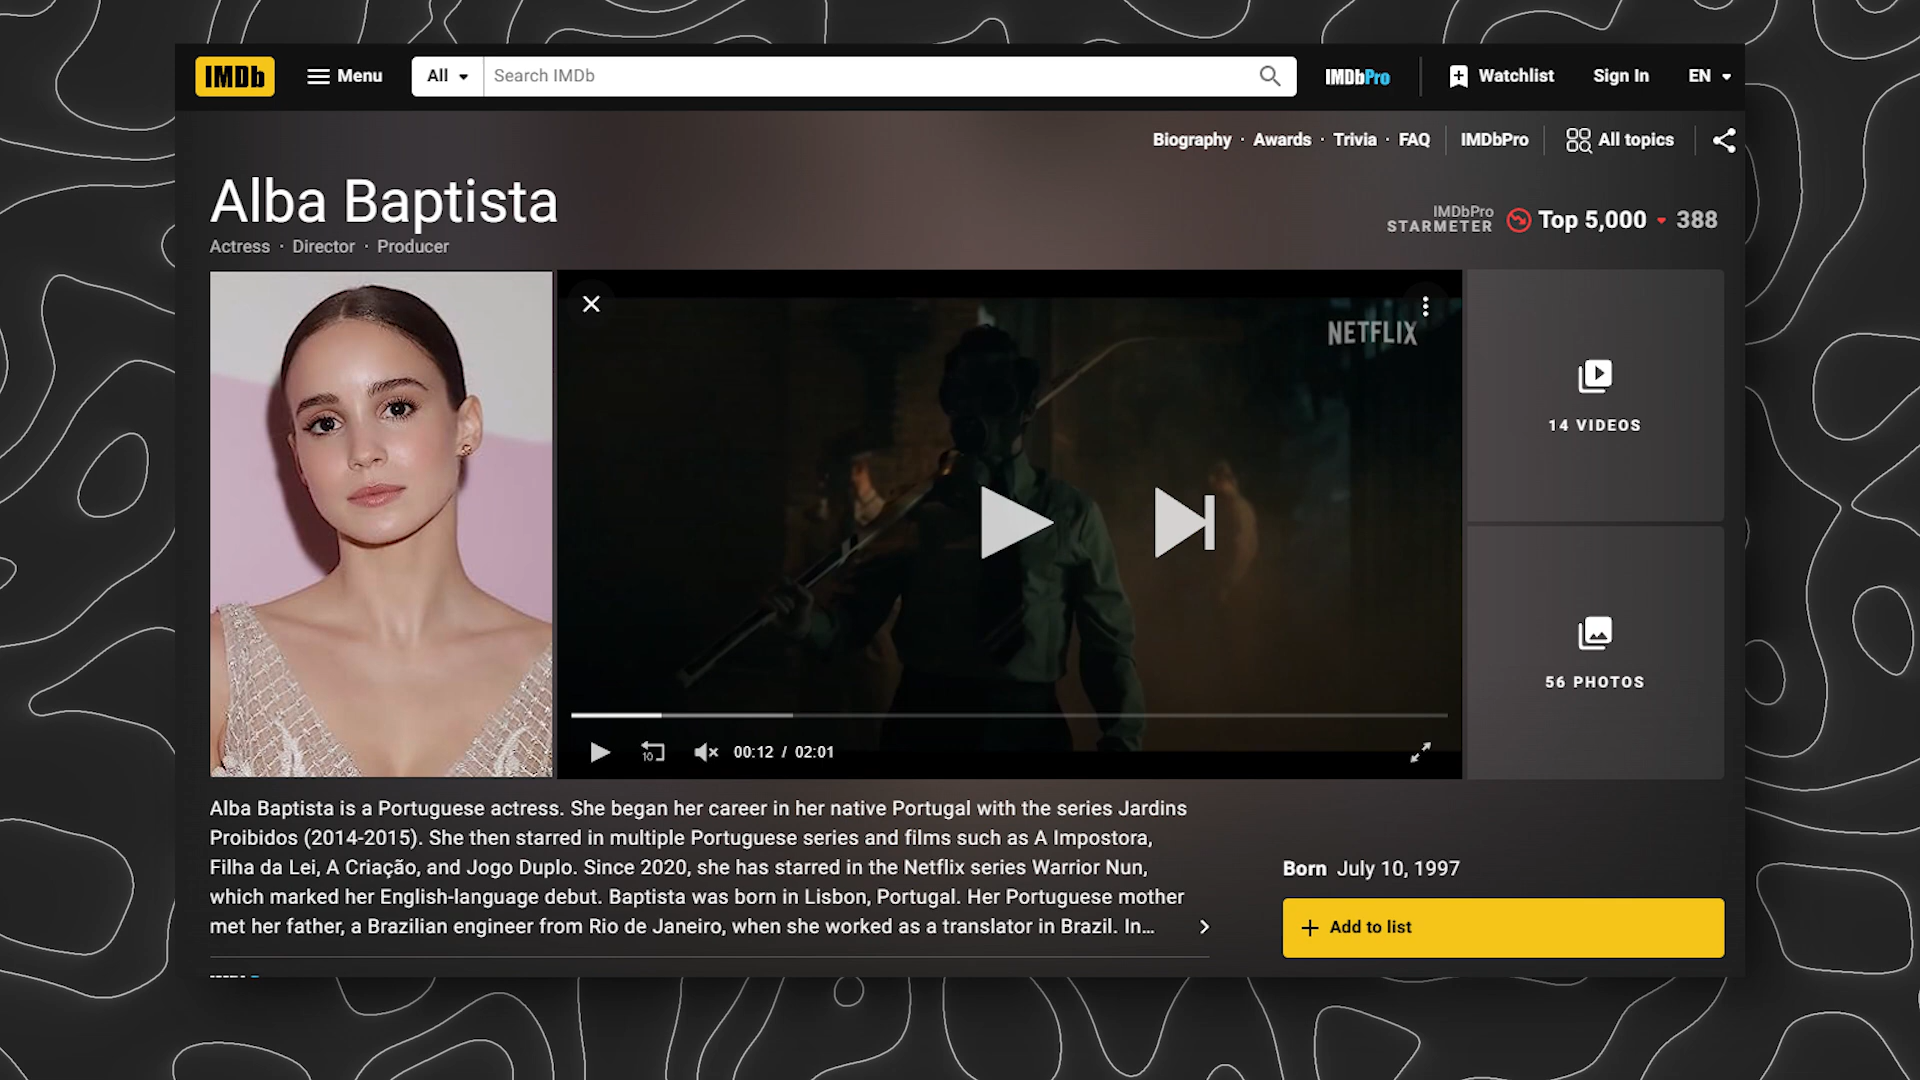 IMDb
Menu
All
Search IMDb
IMDbPro
Watchlist
Sign In
EN
Biography · Awards · Trivia · FAQ
IMDbPro
All topics
Alba Baptista
Actress · Director · Producer
IMDbPro
STARMETER
Top 5,000
388
NETFLIX
14 VIDEOS
56 PHOTOS
10
00:12 / 02:01
Alba Baptista is a Portuguese actress. She began her career in her native Portugal with the series Jardins
Proibidos (2014-2015). She then starred in multiple Portuguese series and films such as A Impostora,
Filha da Lei, A Criação, and Jogo Duplo. Since 2020, she has starred in the Netflix series Warrior Nun,
which marked her English-language debut. Baptista was born in Lisbon, Portugal. Her Portuguese mother
met her father, a Brazilian engineer from Rio de Janeiro, when she worked as a translator in Brazil. In...
Born July 10, 1997
+ Add to list